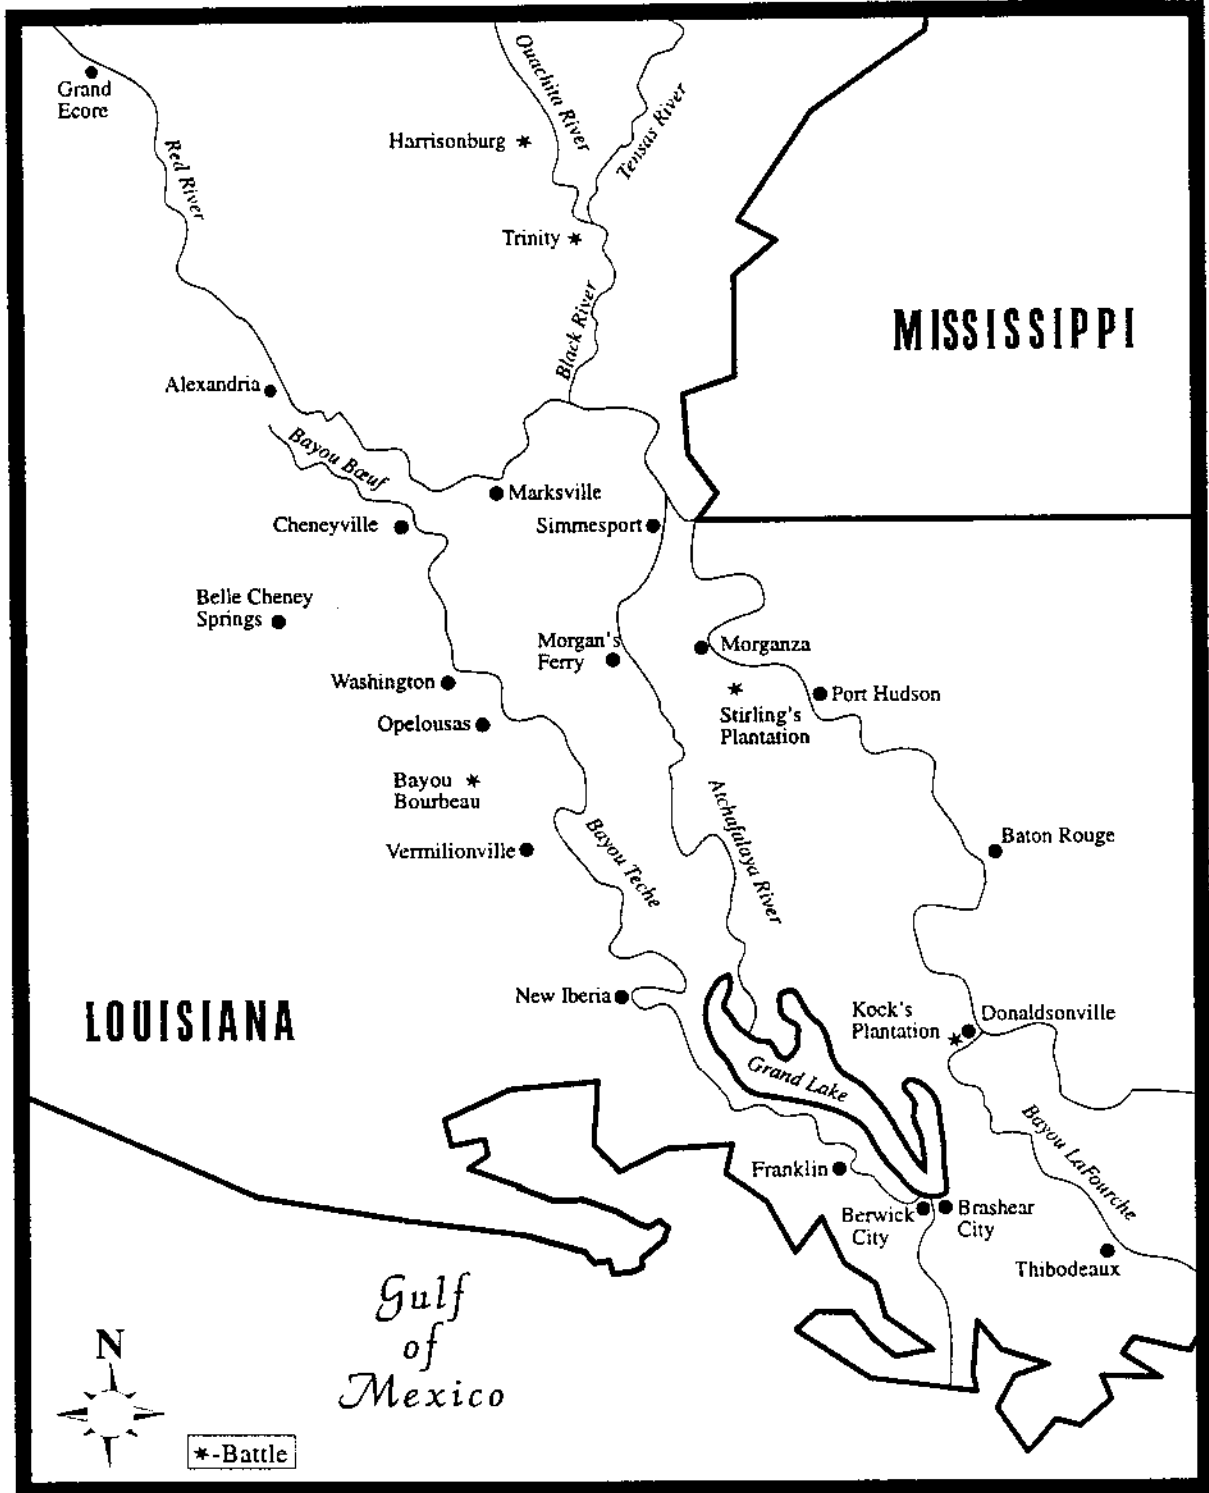 Grand
Ecore
Red River
Ouachita River
Tensas River
Harrisonburg
Trinity
Black River
MISSISSIPPI
Alexandria
Bayou Bœuf
Marksville
Cheneyville
Simmesport
Belle Cheney
Springs
Morgan's
Ferry
Morganza
Washington
Port Hudson
Stirling's
Plantation
Opelousas
Bayou
Bourbeau
Atchafalaya River
Vermilionville
Bayou Teche
Baton Rouge
LOUISIANA
New Iberia
Kock's
Plantation
Donaldsonville
Grand Lake
Bayou LaFourche
Franklin
Berwick
City
Brashear
City
Thibodeaux
Gulf
of
Mexico
N
*-Battle